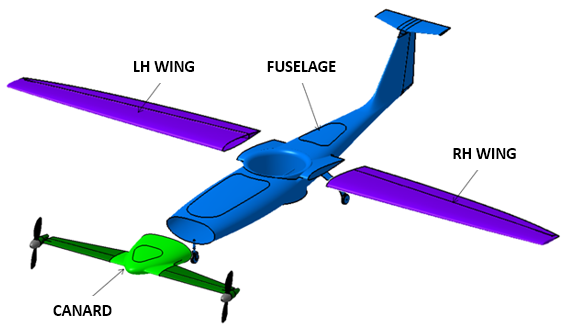 LH WING
FUSELAGE
RH WING
CANARD